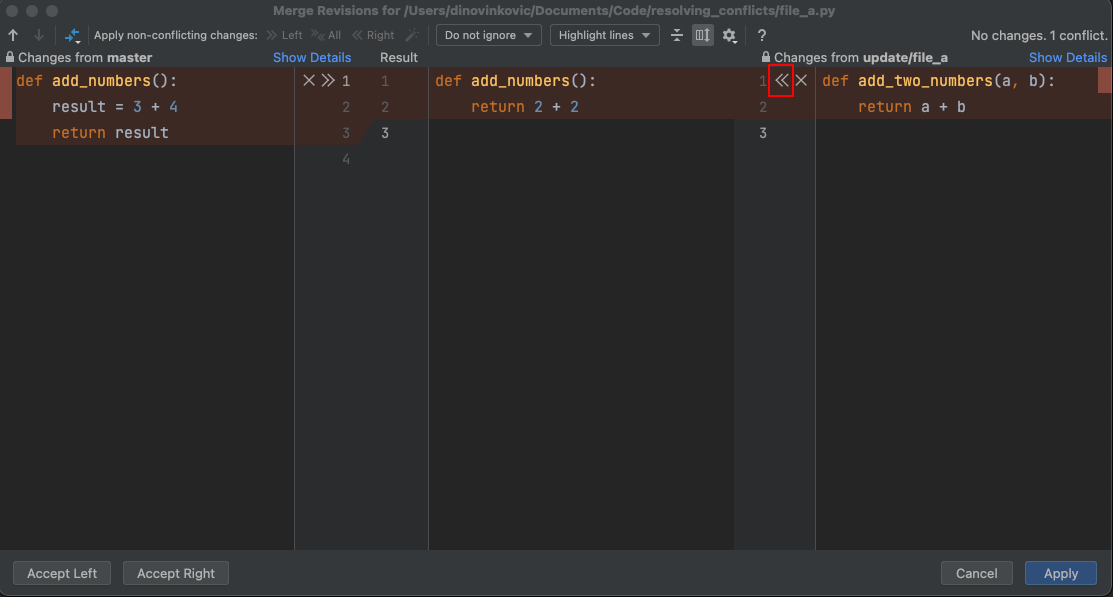 Merge Revisions for /Users/dinovinkovic/Documents/Code/resolving_conflicts/file_a.py
Apply non-conflicting changes: Left All Right Do not ignore Highlight lines ? No changes. 1 conflict.
Changes from master Show Details Result Changes from update/file_a Show Details
def add_numbers(): 1 1 def add_numbers(): 1 def add_two_numbers(a, b):
result = 3 + 4 2 2 return 2 + 2 2 return a + b
return result 3 3 3
4
Accept Left Accept Right Cancel Apply